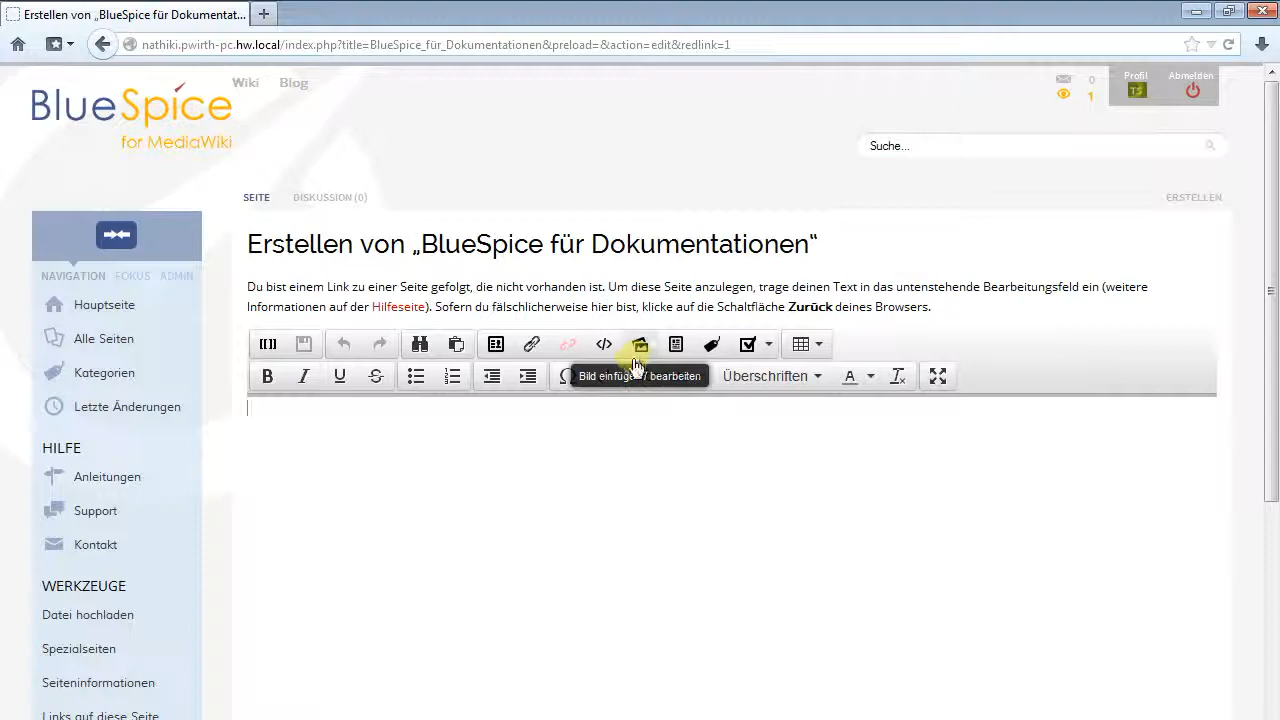 Erstellen von „BlueSpice für Dokumentat...
nathiki.pwirth-pc.hw.local/index.php?title=BlueSpice_für_Dokumentationen&preload=&action=edit&redlink=1
BlueSpice
for MediaWiki
Wiki
Blog
0
1
Profil
Abmelden
Suche...
SEITE
DISKUSSION (0)
ERSTELLEN
NAVIGATION
FOKUS
ADMIN
Hauptseite
Alle Seiten
Kategorien
Letzte Änderungen
HILFE
Anleitungen
Support
Kontakt
WERKZEUGE
Datei hochladen
Spezialseiten
Seiteninformationen
Links auf diese Seite
Erstellen von „BlueSpice für Dokumentationen“
Du bist einem Link zu einer Seite gefolgt, die nicht vorhanden ist. Um diese Seite anzulegen, trage deinen Text in das untenstehende Bearbeitungsfeld ein (weitere
Informationen auf der Hilfeseite). Sofern du fälschlicherweise hier bist, klicke auf die Schaltfläche Zurück deines Browsers.
B I U S
Bild einfügen / bearbeiten
Überschriften
A